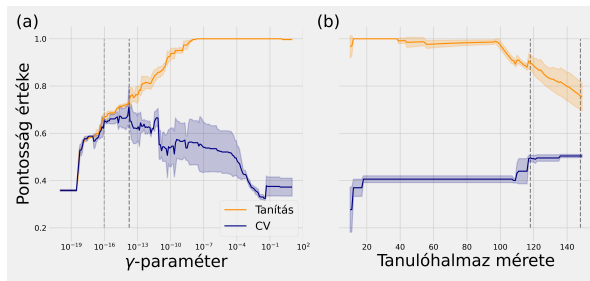 (a)
(b)
Pontosság értéke
1.0
0.8
0.6
0.4
0.2
Tanítás
CV
10⁻¹⁹ 10⁻¹⁶ 10⁻¹³ 10⁻¹⁰ 10⁻⁷ 10⁻⁴ 10⁻¹ 10²
γ-paraméter
20 40 60 80 100 120 140
Tanulóhalmaz mérete